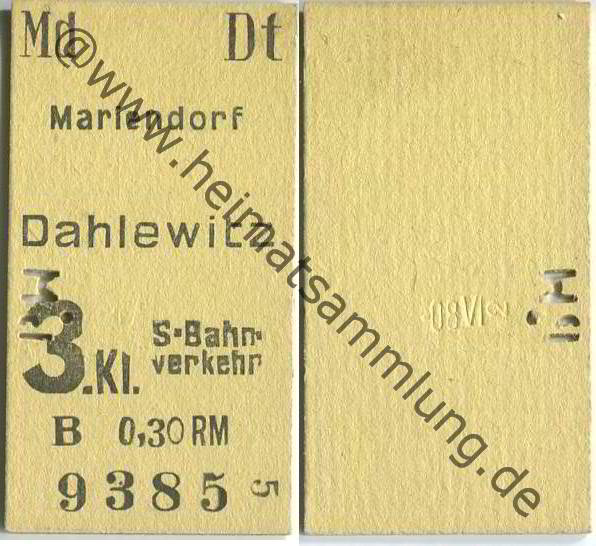 Md Dt
Mariendorf
Dahlewitz
3.Kl. S-Bahn-
verkehr
B 0,30 RM
9385 5
@www.heimatsammlung.de